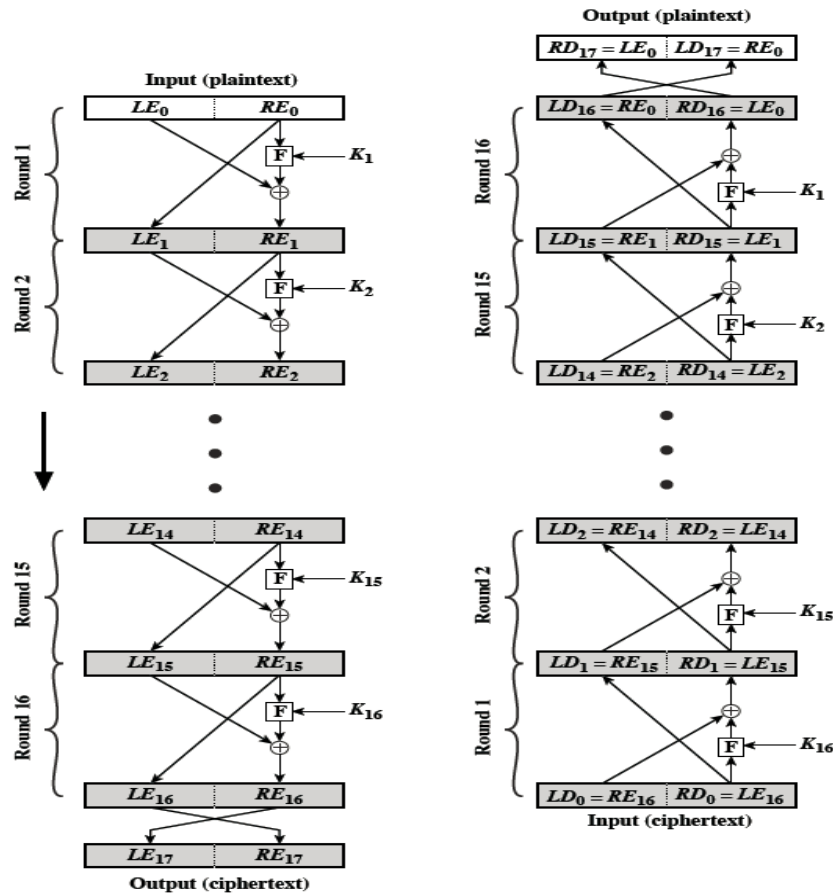 Input (plaintext)
LE₀ RE₀
Round 1
F
K₁
LE₁ RE₁
Round 2
F
K₂
LE₂ RE₂
LE₁₄ RE₁₄
Round 15
F
K₁₅
LE₁₅ RE₁₅
Round 16
F
K₁₆
LE₁₆ RE₁₆
LE₁₇ RE₁₇
Output (ciphertext)
Output (plaintext)
RD₁₇ = LE₀ LD₁₇ = RE₀
LD₁₆ = RE₀ RD₁₆ = LE₀
Round 16
F
K₁
LD₁₅ = RE₁ RD₁₅ = LE₁
Round 15
F
K₂
LD₁₄ = RE₂ RD₁₄ = LE₂
LD₂ = RE₁₄ RD₂ = LE₁₄
Round 2
F
K₁₅
LD₁ = RE₁₅ RD₁ = LE₁₅
Round 1
F
K₁₆
LD₀ = RE₁₆ RD₀ = LE₁₆
Input (ciphertext)